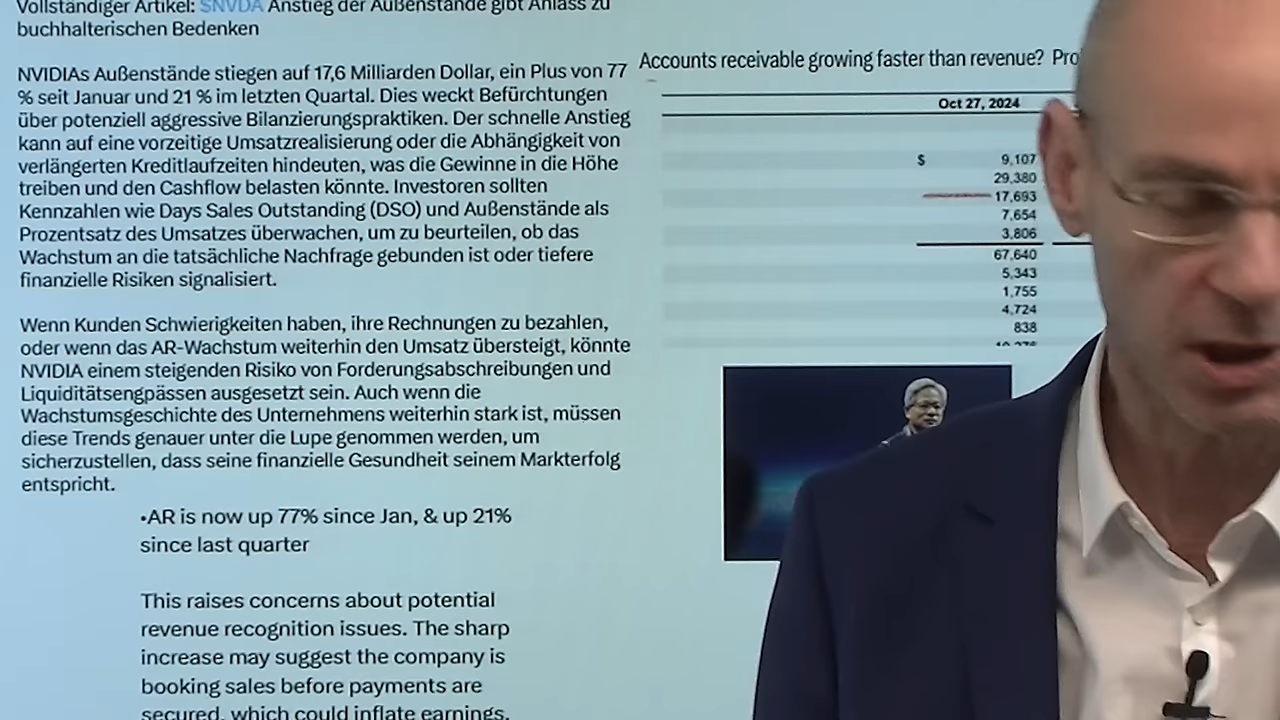 Vollständiger Artikel: $NVDA Anstieg der Außenstände gibt Anlass zu
buchhalterischen Bedenken
NVIDIAs Außenstände stiegen auf 17,6 Milliarden Dollar, ein Plus von 77
% seit Januar und 21 % im letzten Quartal. Dies weckt Befürchtungen
über potenziell aggressive Bilanzierungspraktiken. Der schnelle Anstieg
kann auf eine vorzeitige Umsatzrealisierung oder die Abhängigkeit von
verlängerten Kreditlaufzeiten hindeuten, was die Gewinne in die Höhe
treiben und den Cashflow belasten könnte. Investoren sollten
Kennzahlen wie Days Sales Outstanding (DSO) und Außenstände als
Prozentsatz des Umsatzes überwachen, um zu beurteilen, ob das
Wachstum an die tatsächliche Nachfrage gebunden ist oder tiefere
finanzielle Risiken signalisiert.
Wenn Kunden Schwierigkeiten haben, ihre Rechnungen zu bezahlen,
oder wenn das AR-Wachstum weiterhin den Umsatz übersteigt, könnte
NVIDIA einem steigenden Risiko von Forderungsabschreibungen und
Liquiditätsengpässen ausgesetzt sein. Auch wenn die
Wachstumsgeschichte des Unternehmens weiterhin stark ist, müssen
diese Trends genauer unter die Lupe genommen werden, um
sicherzustellen, dass seine finanzielle Gesundheit seinem Markterfolg
entspricht.
•AR is now up 77% since Jan, & up 21%
since last quarter
This raises concerns about potential
revenue recognition issues. The sharp
increase may suggest the company is
booking sales before payments are
secured, which could inflate earnings.
Accounts receivable growing faster than revenue?
Oct 27, 2024
$ 9,107
29,380
17,693
7,654
3,806
67,640
5,343
1,755
4,724
838